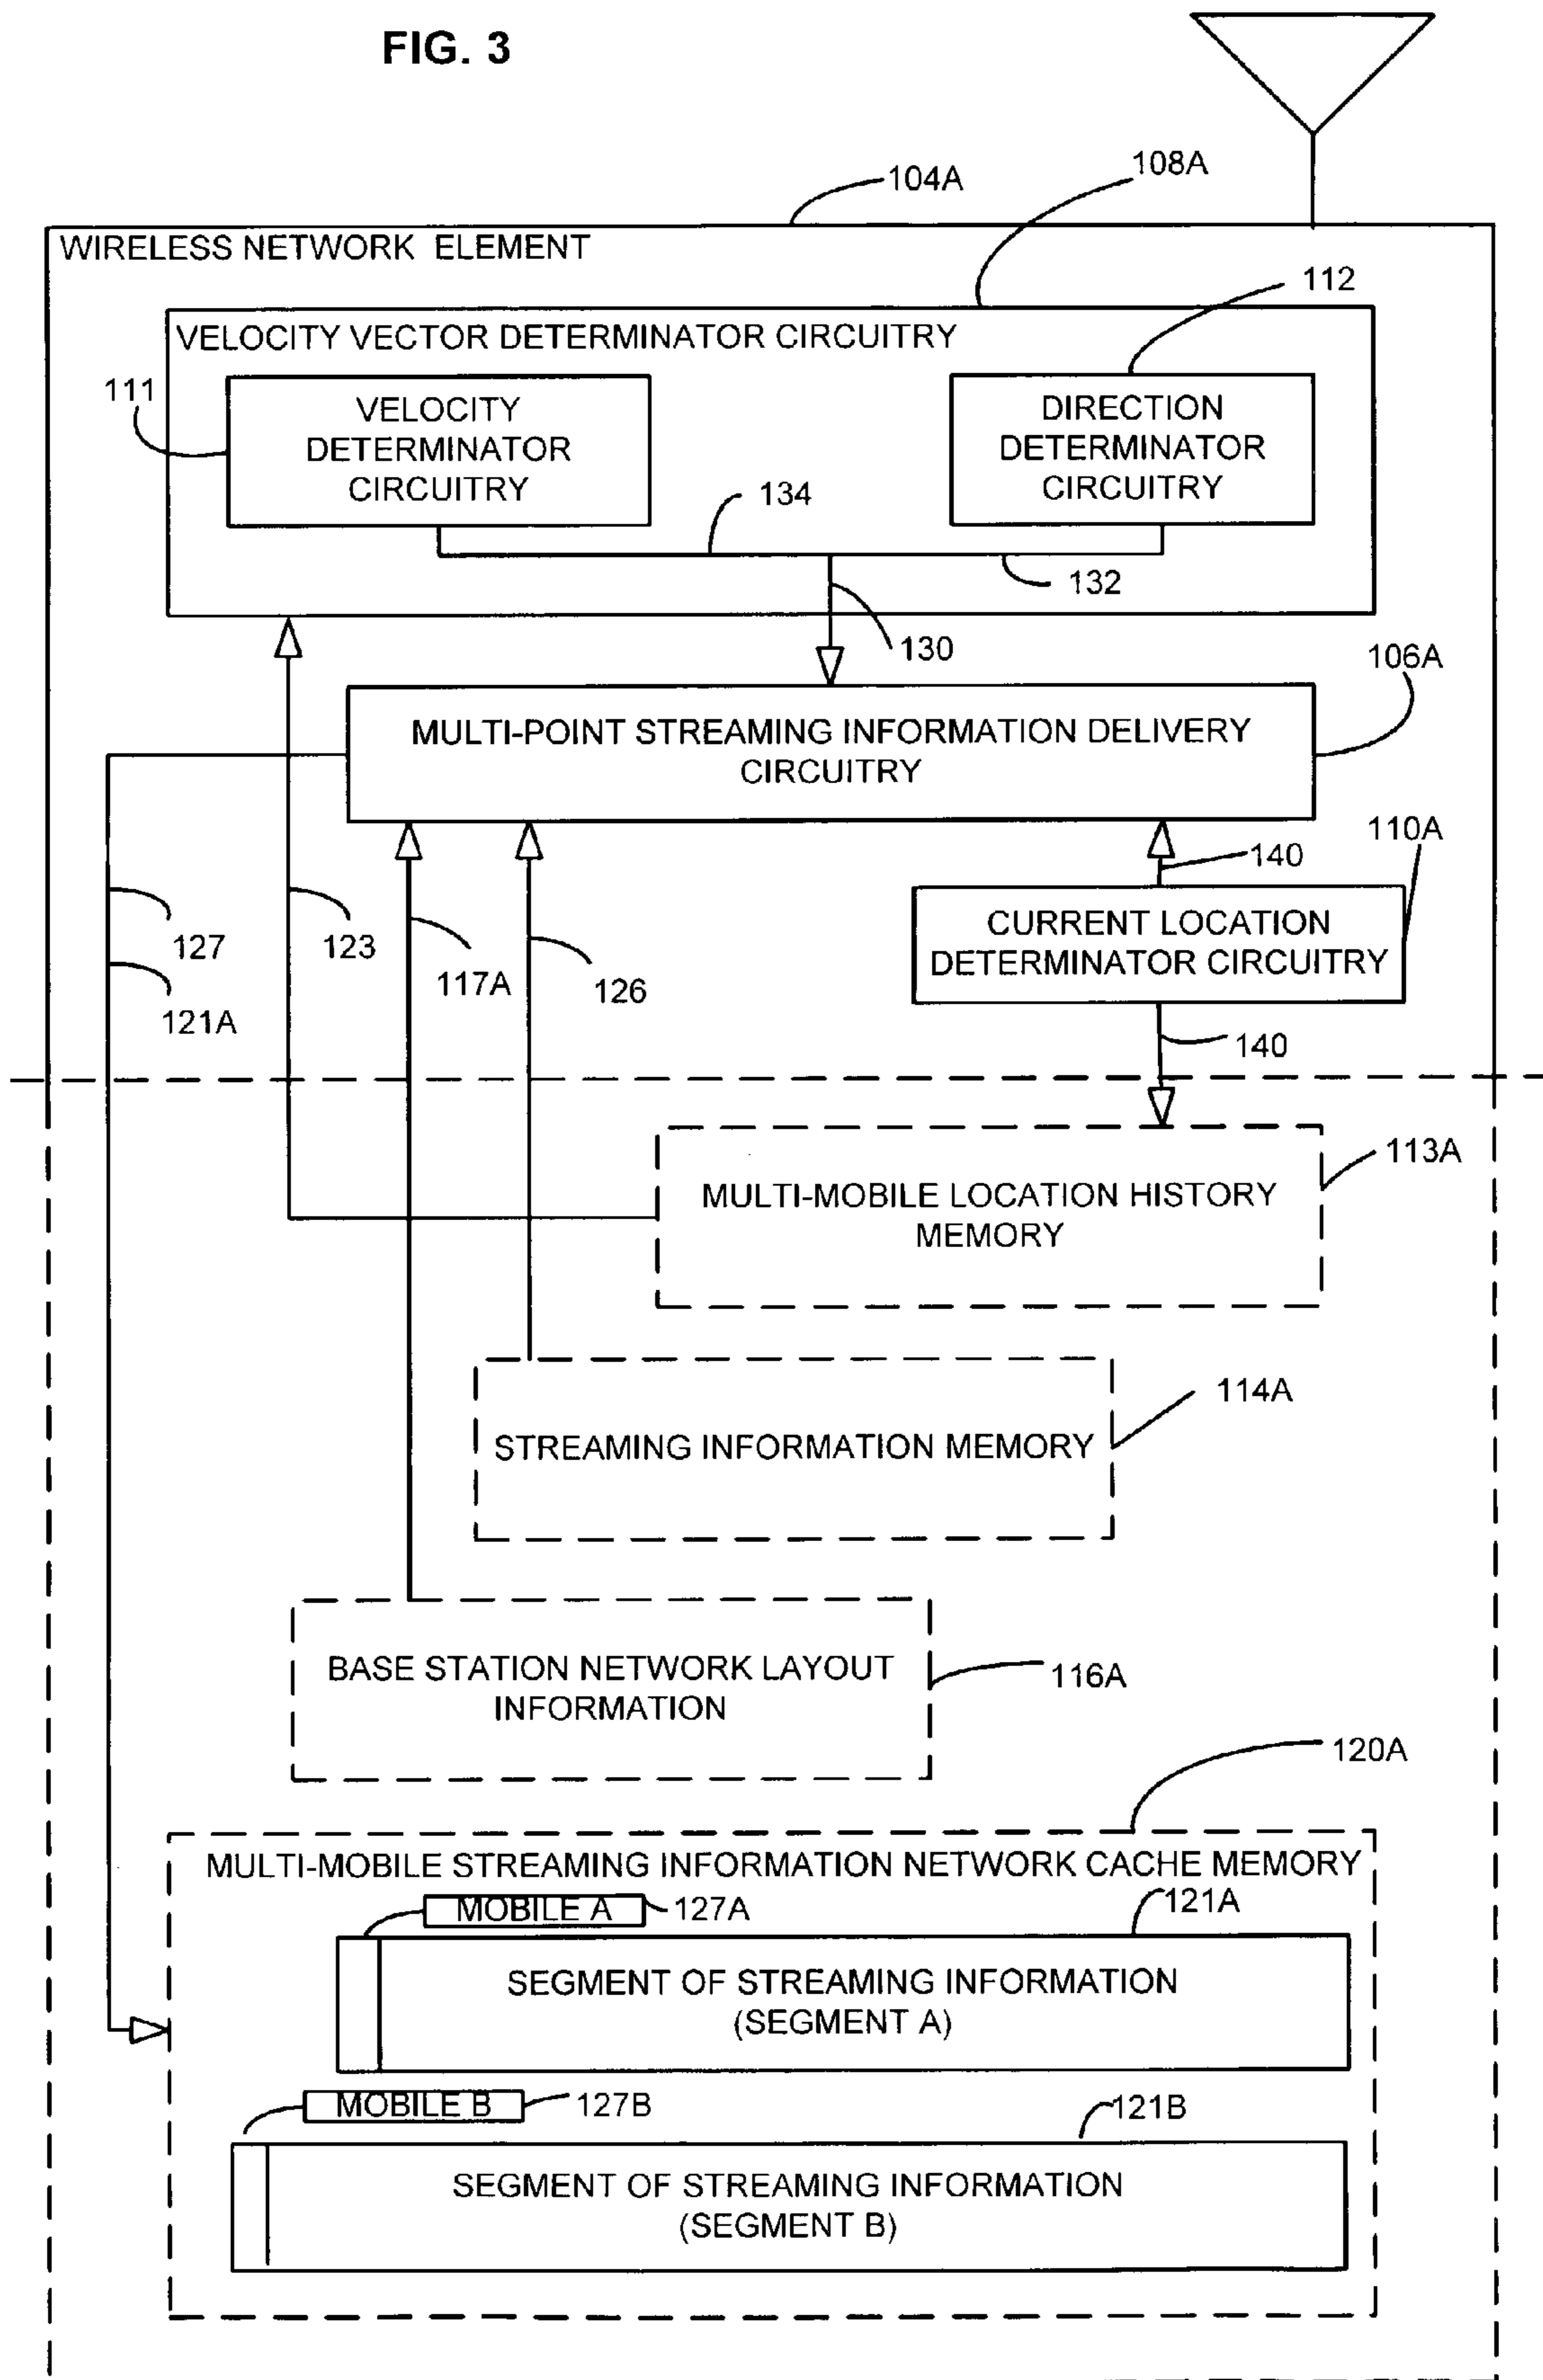 FIG. 3
104A
108A
WIRELESS NETWORK ELEMENT
112
VELOCITY VECTOR DETERMINATOR CIRCUITRY
111
VELOCITY
DETERMINATOR
CIRCUITRY
DIRECTION
DETERMINATOR
CIRCUITRY
134
132
130
106A
MULTI-POINT STREAMING INFORMATION DELIVERY
CIRCUITRY
110A
140
CURRENT LOCATION
DETERMINATOR CIRCUITRY
127
123
117A
126
121A
140
113A
MULTI-MOBILE LOCATION HISTORY
MEMORY
114A
STREAMING INFORMATION MEMORY
BASE STATION NETWORK LAYOUT
INFORMATION
116A
120A
MULTI-MOBILE STREAMING INFORMATION NETWORK CACHE MEMORY
MOBILE A
127A
121A
SEGMENT OF STREAMING INFORMATION
(SEGMENT A)
MOBILE B
127B
121B
SEGMENT OF STREAMING INFORMATION
(SEGMENT B)